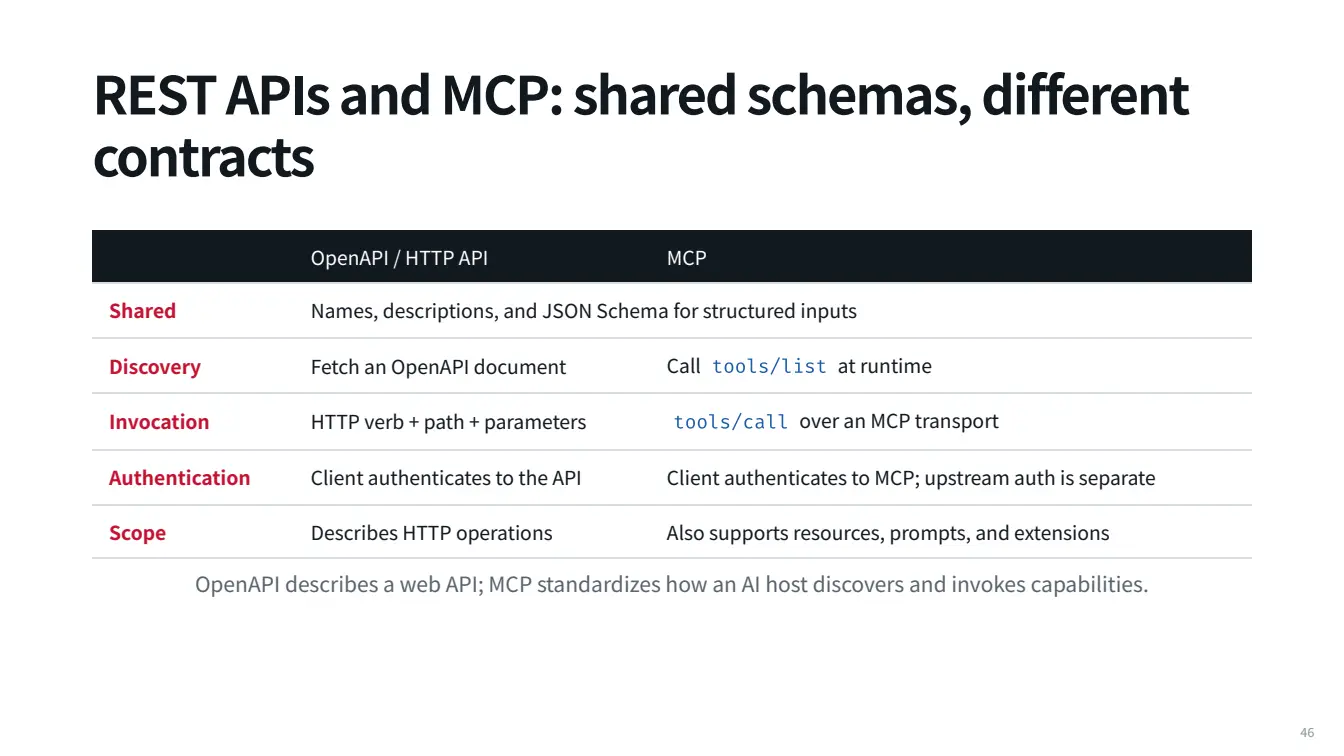 REST APIs and MCP: shared schemas, different
contracts
OpenAPI / HTTP API MCP
Shared Names, descriptions, and JSON Schema for structured inputs
Discovery Fetch an OpenAPI document Call tools/list at runtime
Invocation HTTP verb + path + parameters tools/call over an MCP transport
Authentication Client authenticates to the API Client authenticates to MCP; upstream auth is separate
Scope Describes HTTP operations Also supports resources, prompts, and extensions
OpenAPI describes a web API; MCP standardizes how an AI host discovers and invokes capabilities.
46